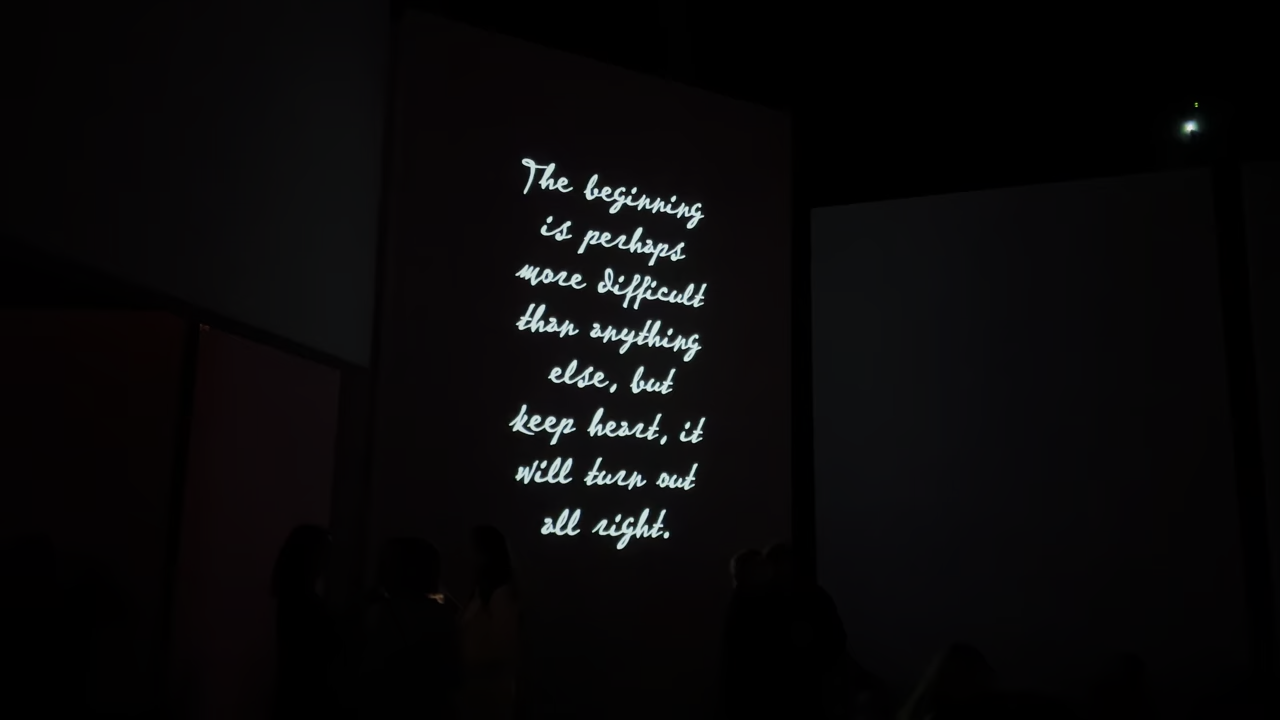 The beginning
is perhaps
more difficult
than anything
else, but
keep heart, it
will turn out
all right.